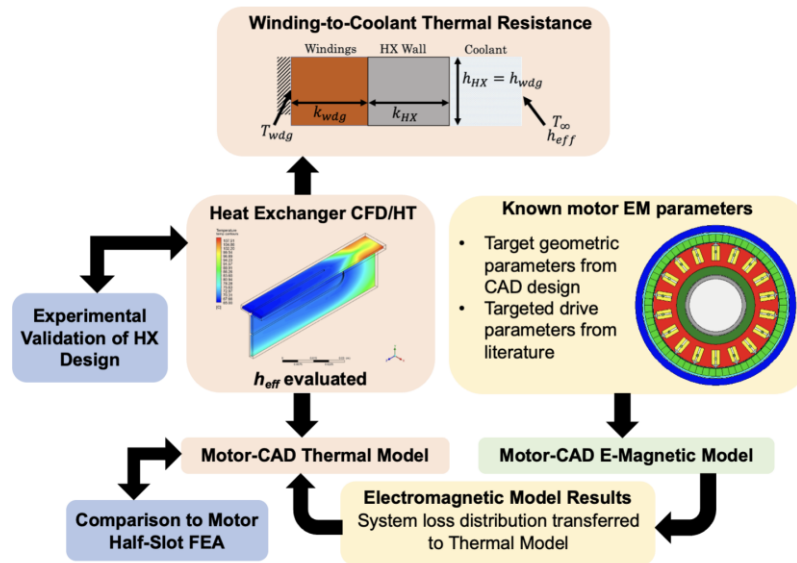 Winding-to-Coolant Thermal Resistance
Windings
HX Wall
Coolant
h_HX = h_wdg
k_wdg
k_HX
T_wdg
T_∞
h_eff
Heat Exchanger CFD/HT
h_eff evaluated
Known motor EM parameters
• Target geometric
parameters from
CAD design
• Targeted drive
parameters from
literature
Experimental
Validation of HX
Design
Motor-CAD Thermal Model
Motor-CAD E-Magnetic Model
Comparison to Motor
Half-Slot FEA
Electromagnetic Model Results
System loss distribution transferred
to Thermal Model